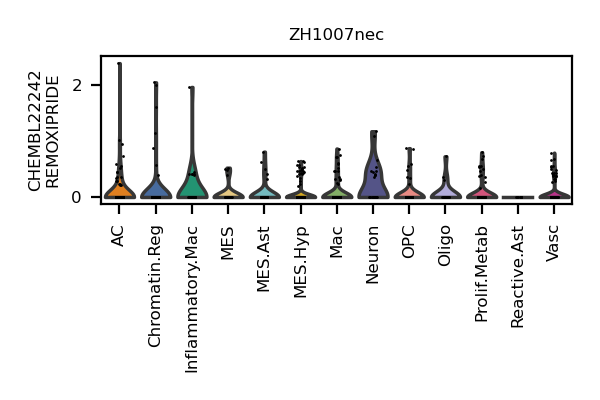 ZH1007nec
CHEMBL22242
REMOXIPRIDE
2
0
AC
Chromatin.Reg
Inflammatory.Mac
MES
MES.Ast
MES.Hyp
Mac
Neuron
OPC
Oligo
Prolif.Metab
Reactive.Ast
Vasc